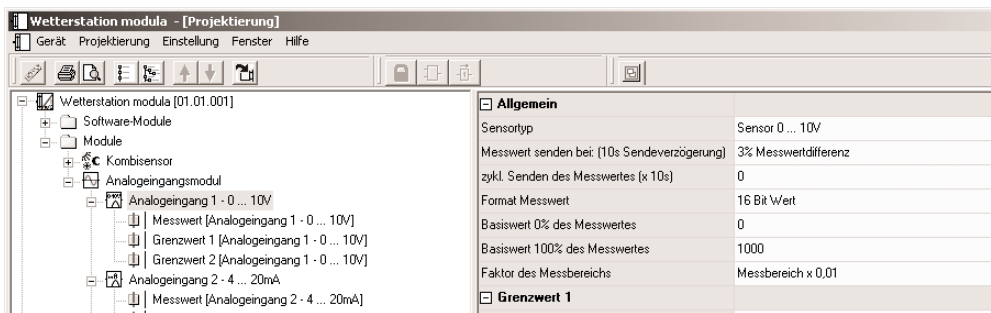 Wetterstation modula - [Projektierung]
Gerät Projektierung Einstellung Fenster Hilfe
Wetterstation modula [01.01.001]
Software-Module
Module
Kombisensor
Analogeingangsmodul
Analogeingang 1 - 0 ... 10V
Messwert [Analogeingang 1 - 0 ... 10V]
Grenzwert 1 [Analogeingang 1 - 0 ... 10V]
Grenzwert 2 [Analogeingang 1 - 0 ... 10V]
Analogeingang 2 - 4 ... 20mA
Messwert [Analogeingang 2 - 4 ... 20mA]
Allgemein
Sensortyp Sensor 0 ... 10V
Messwert senden bei: (10s Sendeverzögerung) 3% Messwertdifferenz
zykl. Senden des Messwertes (x 10s) 0
Format Messwert 16 Bit Wert
Basiswert 0% des Messwertes 0
Basiswert 100% des Messwertes 1000
Faktor des Messbereichs Messbereich x 0,01
Grenzwert 1